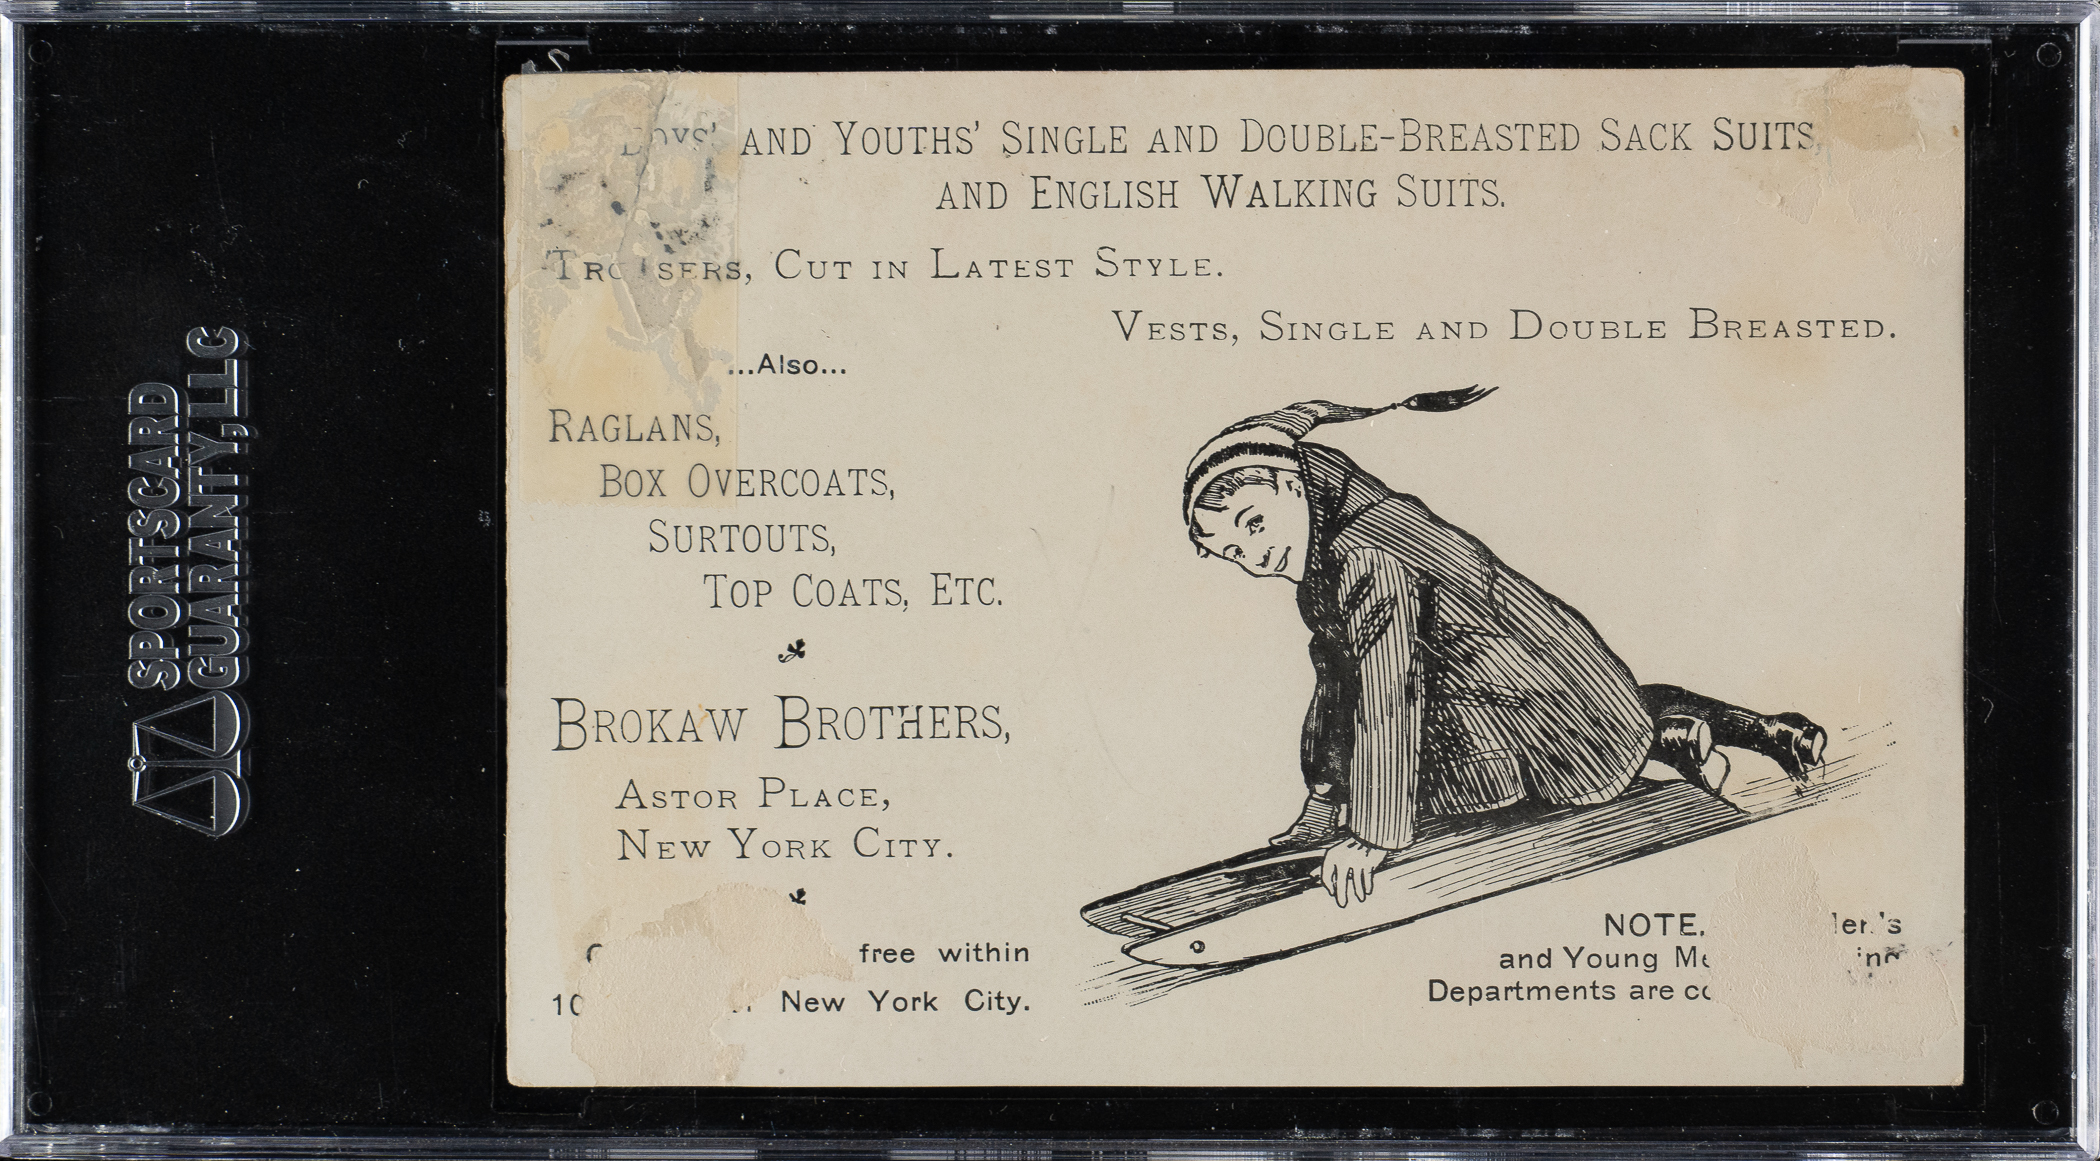 SPORTSCARD
GUARANTY, LLC
BOYS' AND YOUTHS' SINGLE AND DOUBLE-BREASTED SACK SUITS,
AND ENGLISH WALKING SUITS.
TROUSERS, CUT IN LATEST STYLE.
VESTS, SINGLE AND DOUBLE BREASTED.
...Also...
RAGLANS,
BOX OVERCOATS,
SURTOUTS,
TOP COATS, ETC.
BROKAW BROTHERS,
ASTOR PLACE,
NEW YORK CITY.
free within
New York City.
NOTE.
and Young
Departments are